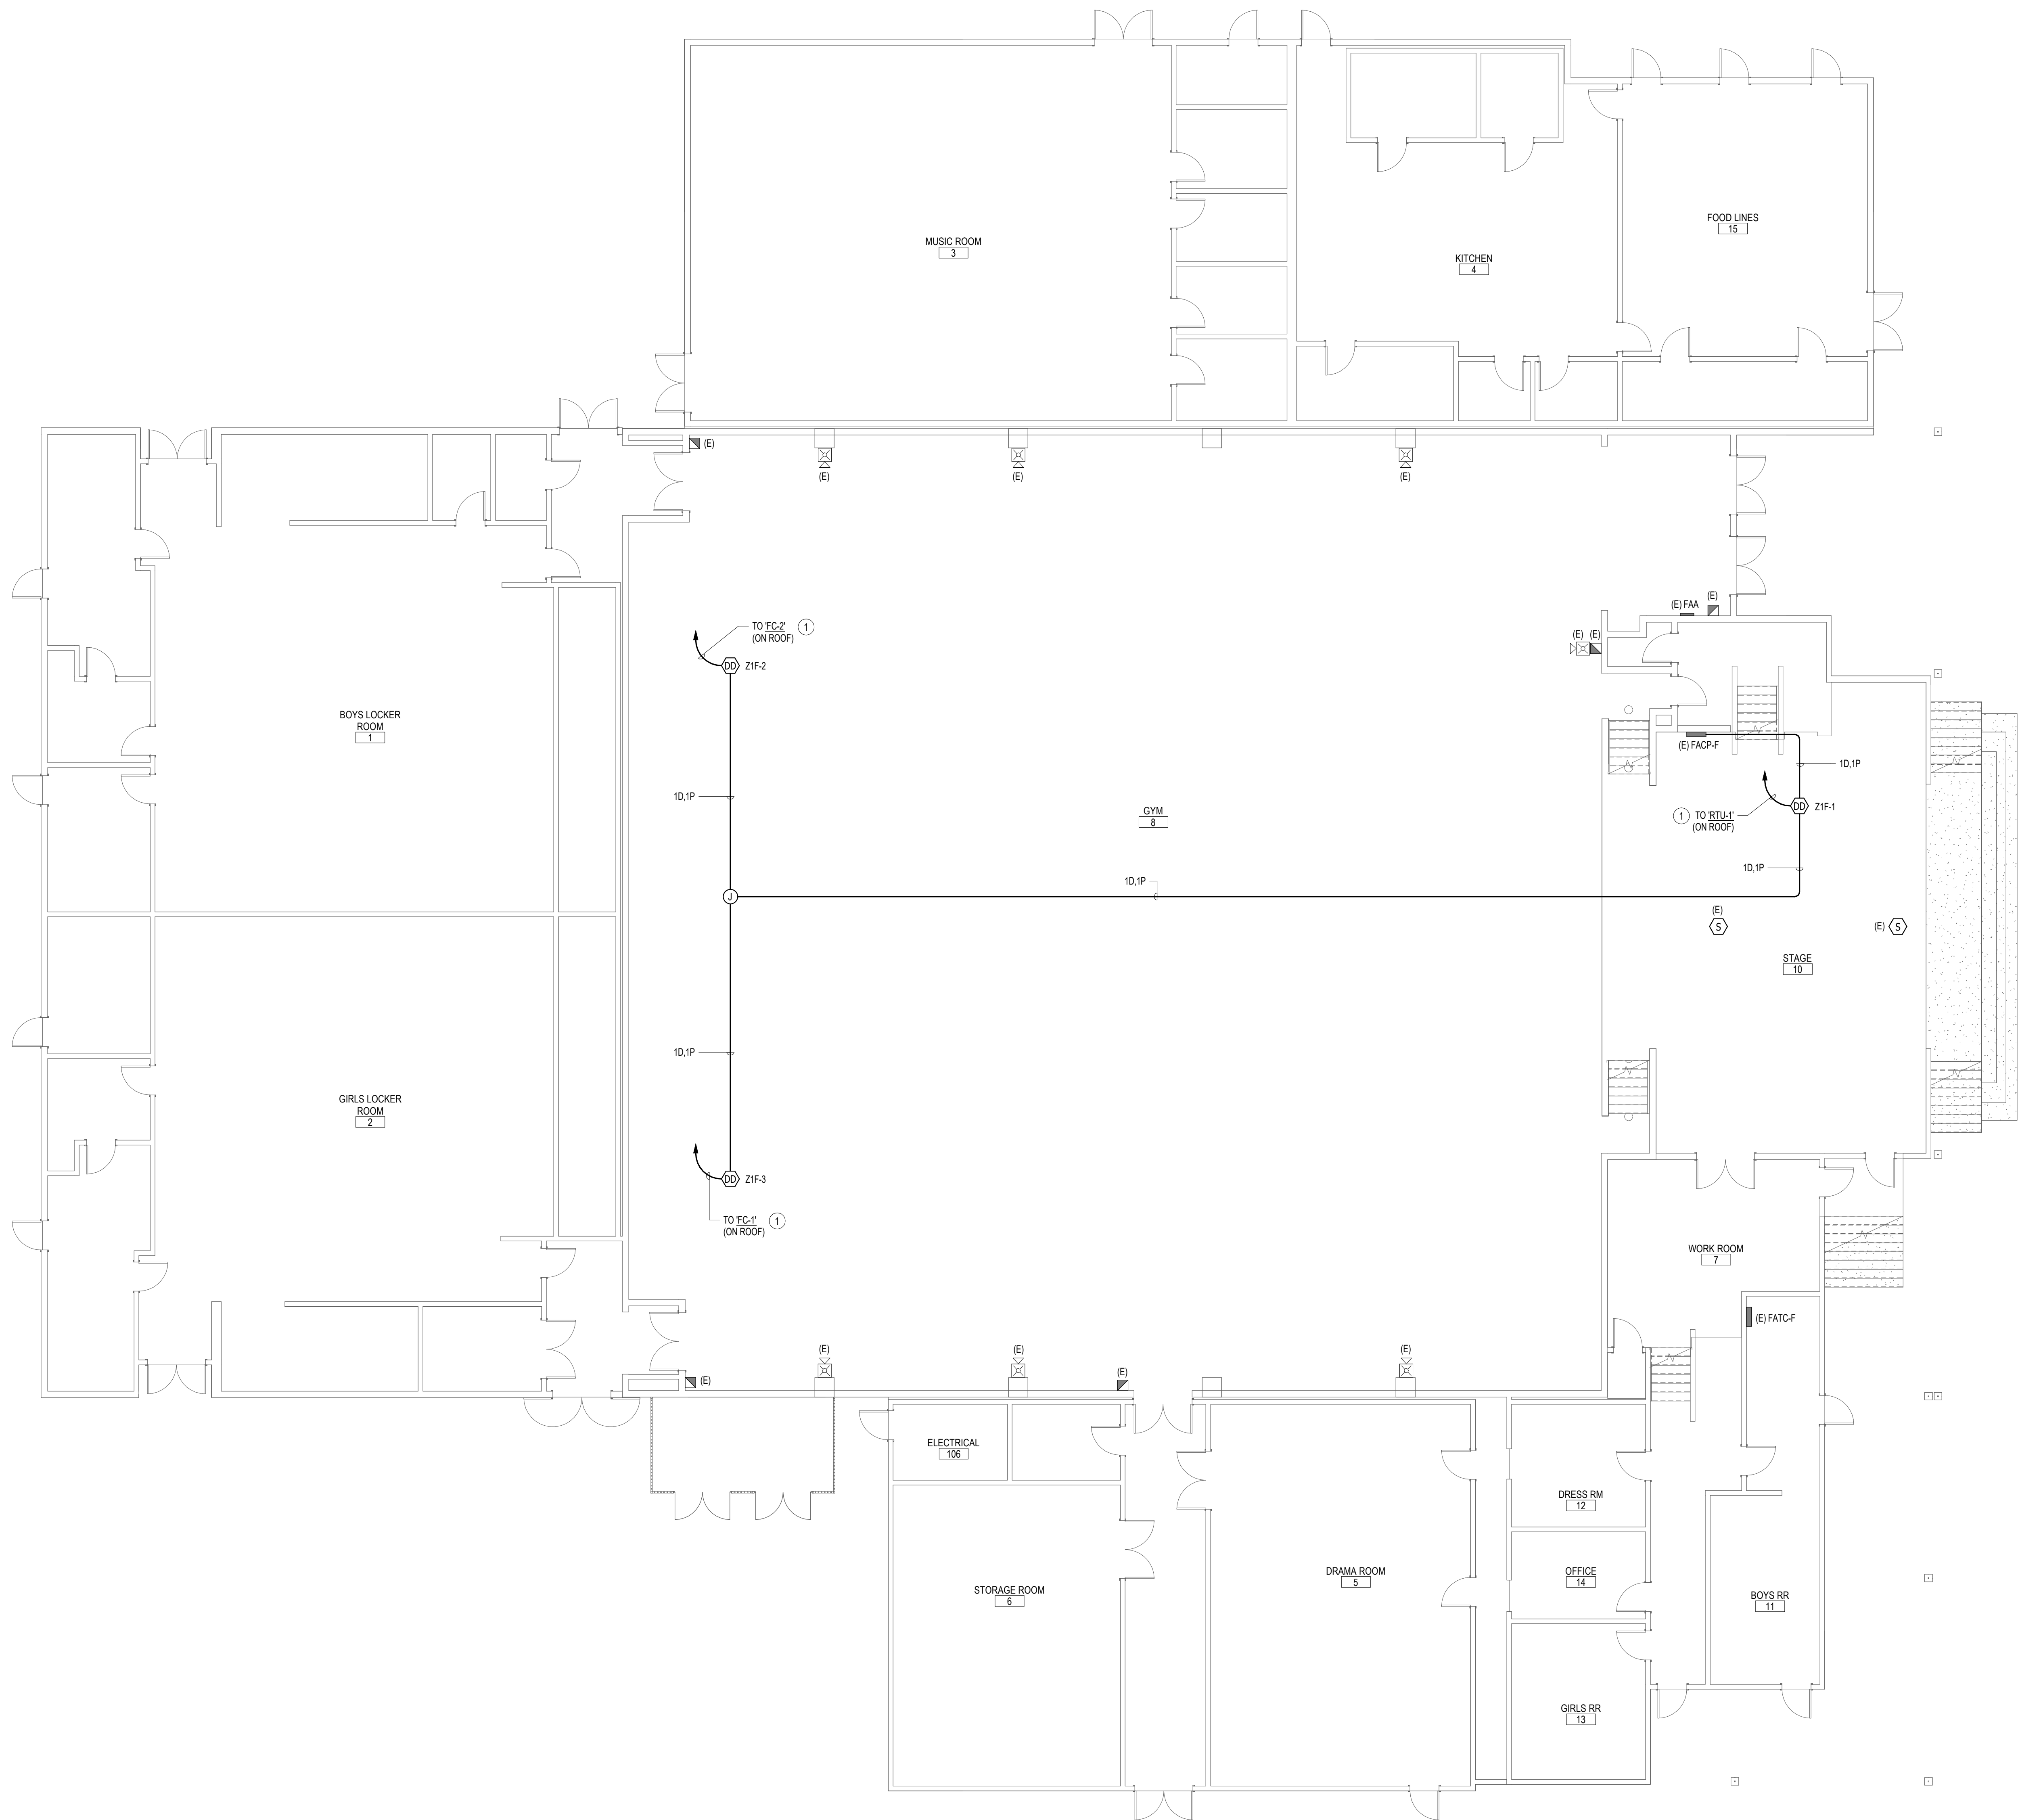 FOOD LINES
15
MUSIC ROOM
3
KITCHEN
4
(E)
(E)
(E)
(E)
(E) FAA
(E)
TO 'FC-2'
(ON ROOF)
1
(E) (E)
DD
Z1F-2
BOYS LOCKER
ROOM
1
(E) FACP-F
1D,1P
1D,1P
GYM
8
DD
Z1F-1
1
TO 'RTU-1'
(ON ROOF)
1D,1P
1D,1P
J
(E)
S
(E)
S
STAGE
10
1D,1P
GIRLS LOCKER
ROOM
2
DD
Z1F-3
TO 'FC-1'
(ON ROOF)
1
WORK ROOM
7
(E) FATC-F
(E)
(E)
(E)
(E)
(E)
ELECTRICAL
106
DRESS RM
12
DRAMA ROOM
5
OFFICE
14
STORAGE ROOM
6
BOYS RR
11
GIRLS RR
13